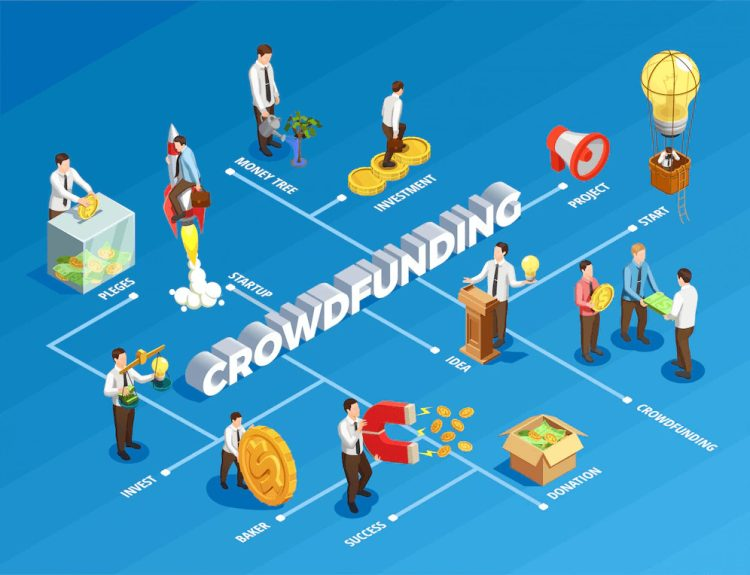 MONEY TREE
INVESTMENT
PROJECT
START
PLEGES
STARTUP
CROWDFUNDING
IDEA
CROWDFUNDING
INVEST
BAKER
SUCCESS
DONATION